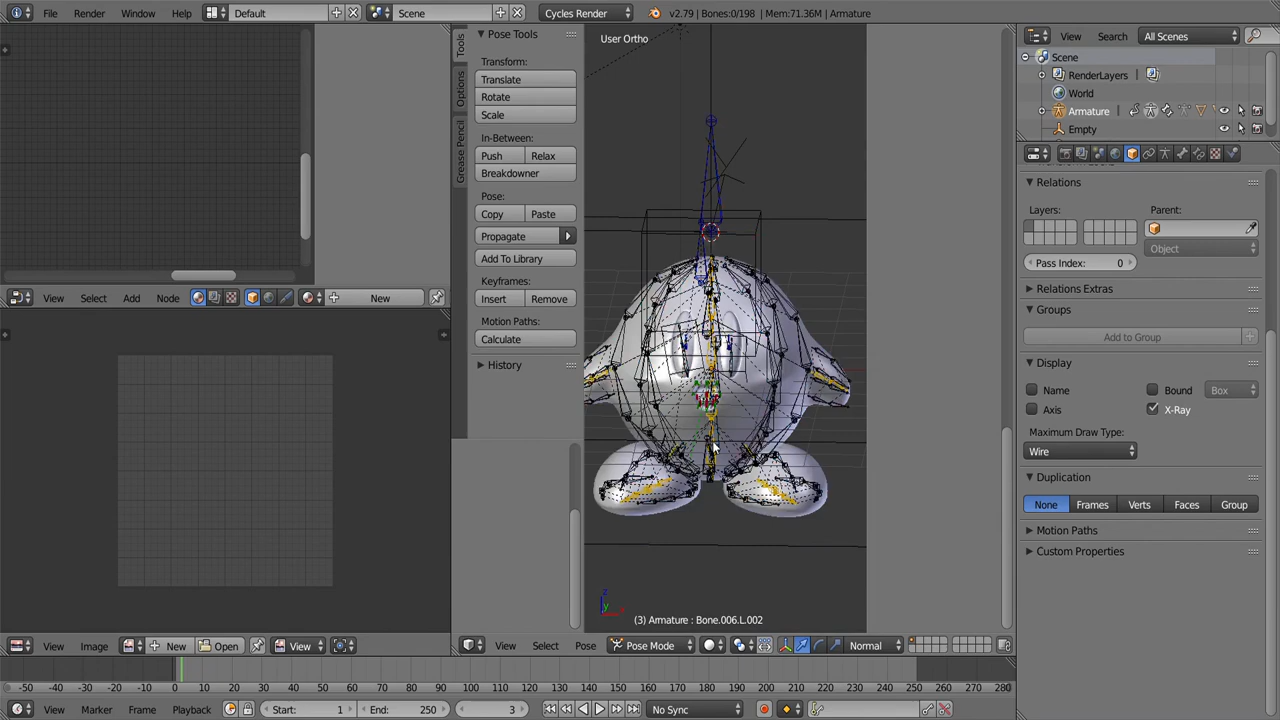 File Render Window Help Default Scene Cycles Render v2.79 | Bones:0/198 | Mem:71.36M | Armature
View Search All Scenes
Scene
RenderLayers
World
Armature
Empty
Tools
Options
Grease Pencil
Pose Tools
Transform:
Translate
Rotate
Scale
In-Between:
Push Relax
Breakdowner
Pose:
Copy Paste
Propagate
Add To Library
Keyframes:
Insert Remove
Motion Paths:
Calculate
History
User Ortho
(3) Armature : Bone.006.L.002
Relations
Layers: Parent:
Object
Pass Index: 0
Relations Extras
Groups
Add to Group
Display
Name Bound Box
Axis X-Ray
Maximum Draw Type:
Wire
Duplication
None Frames Verts Faces Group
Motion Paths
Custom Properties
View Select Add Node New
View Image New Open View
View Select Pose Pose Mode Normal
-50 -40 -30 -20 -10 0 10 20 30 40 50 60 70 80 90 100 110 120 130 140 150 160 170 180 190 200 210 220 230 240 250 260 270 280
View Marker Frame Playback Start: 1 End: 250 3 No Sync